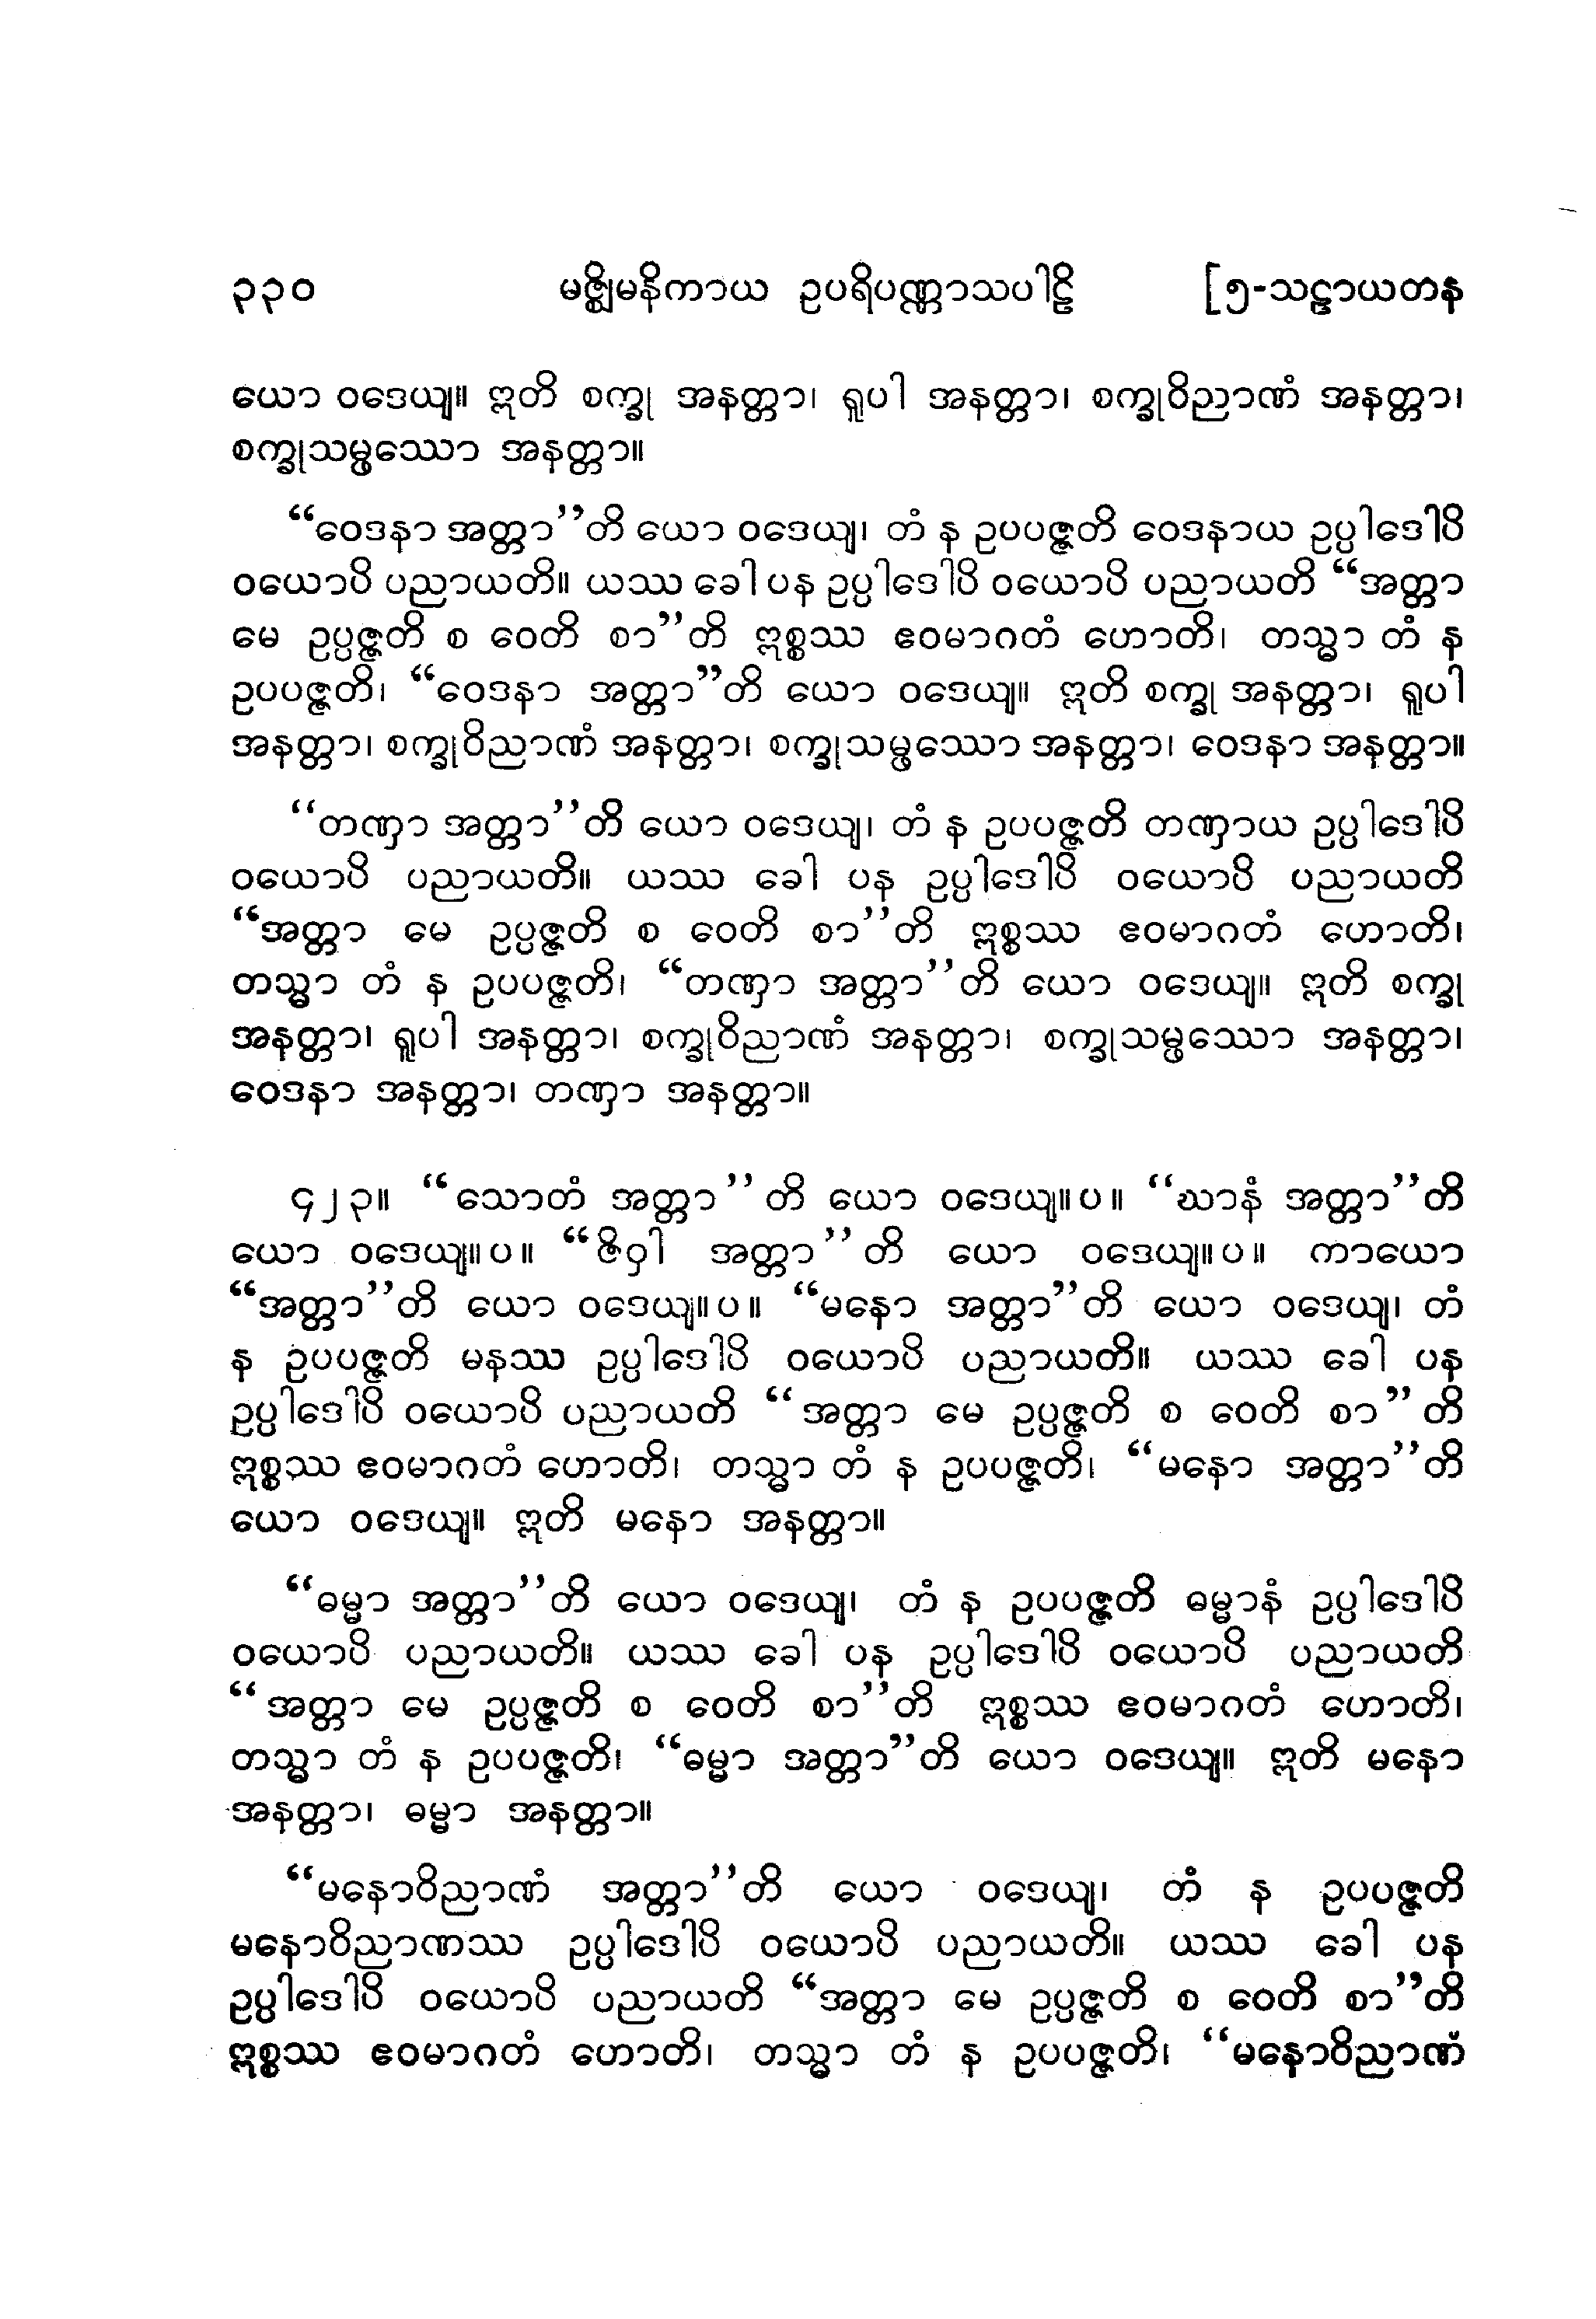 ၃၃၀ မဇ္ဈိမနိကာယ ဥပရိပဏ္ဏာသပါဠိ [၅-သဠာယတန
ယော ဝဒေယျ။ ဣတိ စက္ခု အနတ္တာ၊ ရူပါ အနတ္တာ၊ စက္ခုဝိညာဏံ အနတ္တာ၊
စက္ခုသမ္ဖဿော အနတ္တာ။
“ဝေဒနာ အတ္တာ”တိ ယော ဝဒေယျ၊ တံ န ဥပပဇ္ဇတိ ဝေဒနာယ ဥပ္ပါဒေါပိ
ဝယောပိ ပညာယတိ။ ယဿ ခေါ ပန ဥပ္ပါဒေါပိ ဝယောပိ ပညာယတိ “အတ္တာ
မေ ဥပ္ပဇ္ဇတိ စ ဝေတိ စာ”တိ ဣစ္စဿ ဧဝမာဂတံ ဟောတိ၊ တသ္မာ တံ န
ဥပပဇ္ဇတိ၊ “ဝေဒနာ အတ္တာ”တိ ယော ဝဒေယျ။ ဣတိ စက္ခု အနတ္တာ၊ ရူပါ
အနတ္တာ၊ စက္ခုဝိညာဏံ အနတ္တာ၊ စက္ခုသမ္ဖဿော အနတ္တာ၊ ဝေဒနာ အနတ္တာ။
“တဏှာ အတ္တာ”တိ ယော ဝဒေယျ၊ တံ န ဥပပဇ္ဇတိ တဏှာယ ဥပ္ပါဒေါပိ
ဝယောပိ ပညာယတိ။ ယဿ ခေါ ပန ဥပ္ပါဒေါပိ ဝယောပိ ပညာယတိ
“အတ္တာ မေ ဥပ္ပဇ္ဇတိ စ ဝေတိ စာ”တိ ဣစ္စဿ ဧဝမာဂတံ ဟောတိ၊
တသ္မာ တံ န ဥပပဇ္ဇတိ၊ “တဏှာ အတ္တာ”တိ ယော ဝဒေယျ။ ဣတိ စက္ခု
အနတ္တာ၊ ရူပါ အနတ္တာ၊ စက္ခုဝိညာဏံ အနတ္တာ၊ စက္ခုသမ္ဖဿော အနတ္တာ၊
ဝေဒနာ အနတ္တာ၊ တဏှာ အနတ္တာ။
၄၂၃။ “သောတံ အတ္တာ”တိ ယော ဝဒေယျ။ပ။ “ဃာနံ အတ္တာ”တိ
ယော ဝဒေယျ။ပ။ “ဇိဝှါ အတ္တာ”တိ ယော ဝဒေယျ။ပ။ ကာယော
“အတ္တာ”တိ ယော ဝဒေယျ။ပ။ “မနော အတ္တာ”တိ ယော ဝဒေယျ၊ တံ
န ဥပပဇ္ဇတိ မနဿ ဥပ္ပါဒေါပိ ဝယောပိ ပညာယတိ။ ယဿ ခေါ ပန
ဥပ္ပါဒေါပိ ဝယောပိ ပညာယတိ “အတ္တာ မေ ဥပ္ပဇ္ဇတိ စ ဝေတိ စာ”တိ
ဣစ္စဿ ဧဝမာဂတံ ဟောတိ၊ တသ္မာ တံ န ဥပပဇ္ဇတိ၊ “မနော အတ္တာ”တိ
ယော ဝဒေယျ။ ဣတိ မနော အနတ္တာ။
“ဓမ္မာ အတ္တာ”တိ ယော ဝဒေယျ၊ တံ န ဥပပဇ္ဇတိ ဓမ္မာနံ ဥပ္ပါဒေါပိ
ဝယောပိ ပညာယတိ။ ယဿ ခေါ ပန ဥပ္ပါဒေါပိ ဝယောပိ ပညာယတိ
“အတ္တာ မေ ဥပ္ပဇ္ဇတိ စ ဝေတိ စာ”တိ ဣစ္စဿ ဧဝမာဂတံ ဟောတိ၊
တသ္မာ တံ န ဥပပဇ္ဇတိ၊ “ဓမ္မာ အတ္တာ”တိ ယော ဝဒေယျ။ ဣတိ မနော
အနတ္တာ၊ ဓမ္မာ အနတ္တာ။
“မနောဝိညာဏံ အတ္တာ”တိ ယော ဝဒေယျ၊ တံ န ဥပပဇ္ဇတိ
မနောဝိညာဏဿ ဥပ္ပါဒေါပိ ဝယောပိ ပညာယတိ။ ယဿ ခေါ ပန
ဥပ္ပါဒေါပိ ဝယောပိ ပညာယတိ “အတ္တာ မေ ဥပ္ပဇ္ဇတိ စ ဝေတိ စာ”တိ
ဣစ္စဿ ဧဝမာဂတံ ဟောတိ၊ တသ္မာ တံ န ဥပပဇ္ဇတိ၊ “မနောဝိညာဏံ